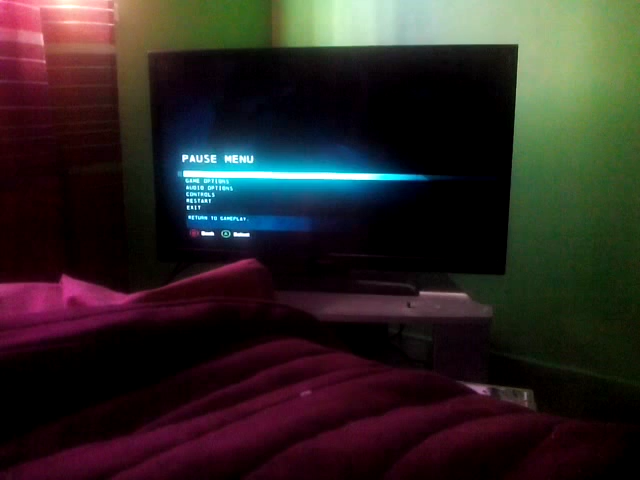 PAUSE MENU
GAME OPTIONS
AUDIO OPTIONS
CONTROLS
RESTART
EXIT
RETURN TO GAMEPLAY.
B Back A Select